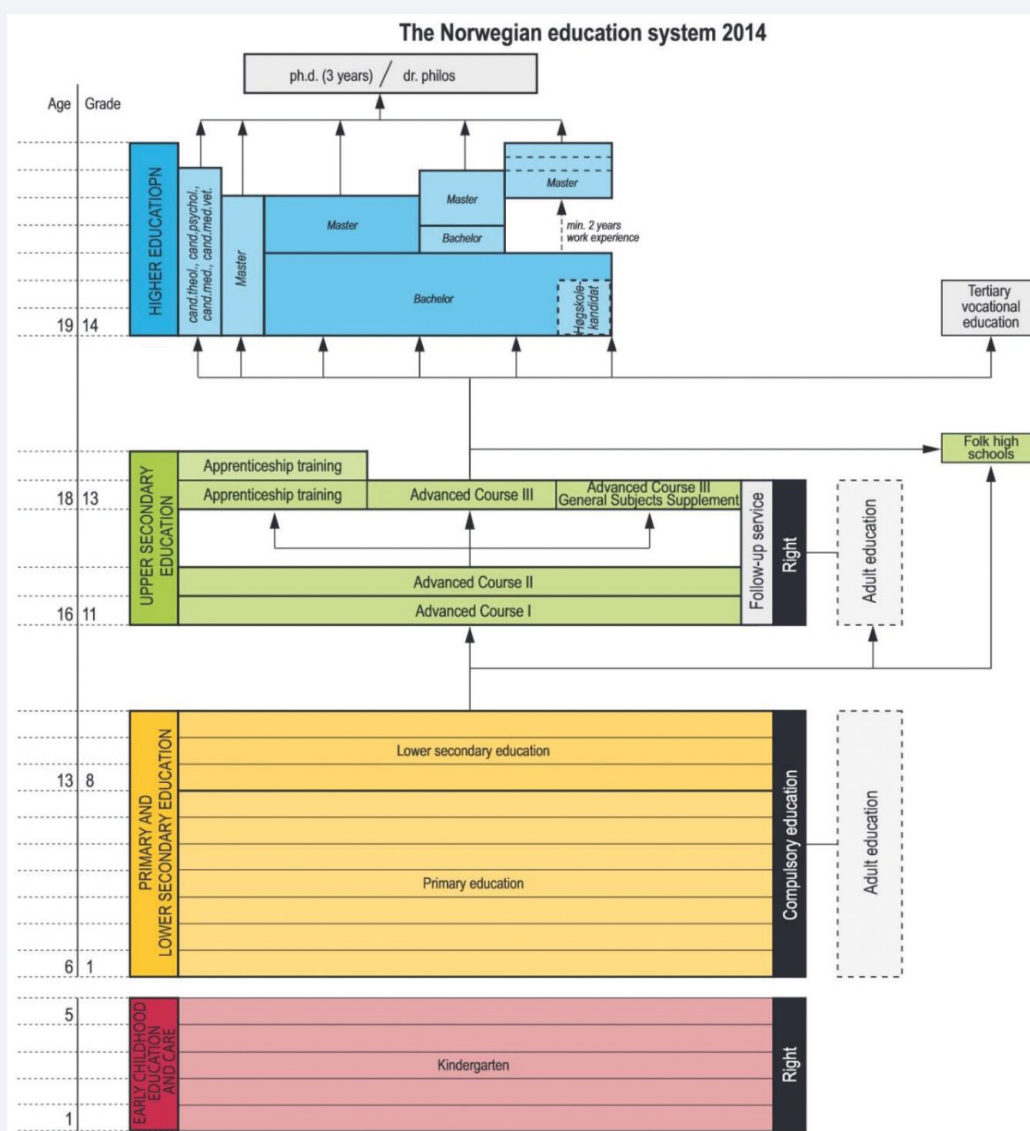 The Norwegian education system 2014
ph.d. (3 years) / dr. philos
Age Grade
HIGHER EDUCATIOPN
cand.theol., cand.psychol.,
cand.med., cand.med.vet.
Master
Master
Master
Bachelor
Master
min. 2 years
work experience
Bachelor
Høgskole-
kandidat
19 14
Tertiary
vocational
education
Folk high
schools
UPPER SECONDARY
EDUCATION
Apprenticeship training
18 13
Apprenticeship training
Advanced Course III
Advanced Course III
General Subjects Supplement
Advanced Course II
16 11
Advanced Course I
Follow-up service
Right
Adult education
PRIMARY AND
LOWER SECONDARY EDUCATION
Lower secondary education
13 8
Primary education
6 1
Compulsory education
Adult education
EARLY CHILDHOOD
EDUCATION
AND CARE
5
Kindergarten
1
Right